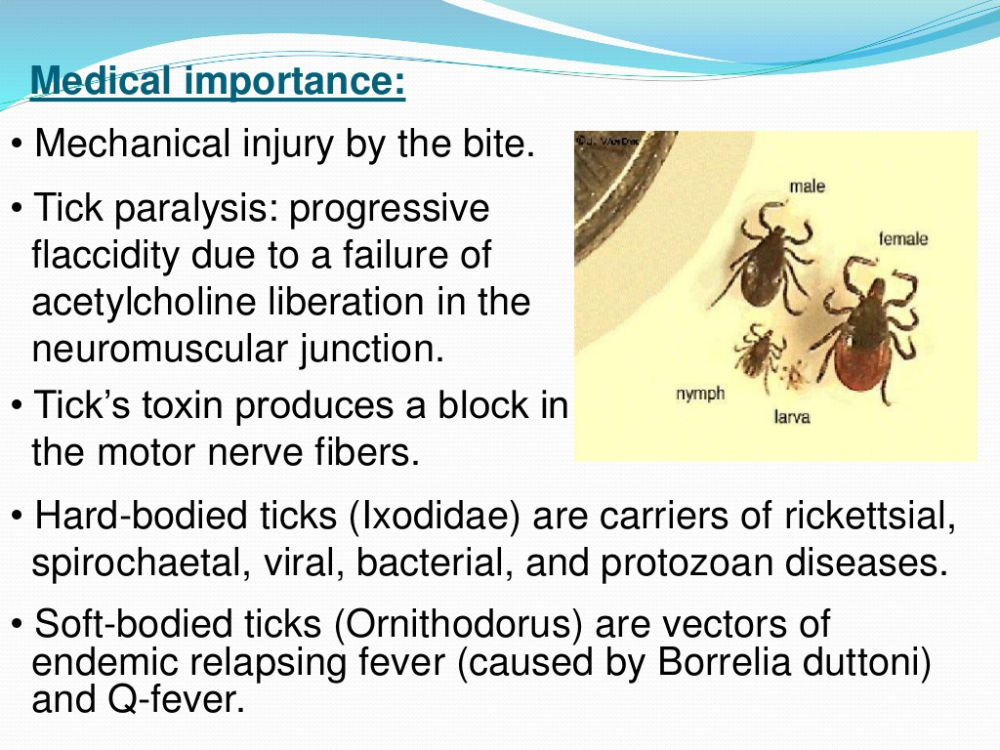 Medical importance:
• Mechanical injury by the bite.
• Tick paralysis: progressive
flaccidity due to a failure of
acetylcholine liberation in the
neuromuscular junction.
• Tick’s toxin produces a block in
the motor nerve fibers.
• Hard-bodied ticks (Ixodidae) are carriers of rickettsial,
spirochaetal, viral, bacterial, and protozoan diseases.
• Soft-bodied ticks (Ornithodorus) are vectors of
endemic relapsing fever (caused by Borrelia duttoni)
and Q-fever.
male
female
nymph
larva